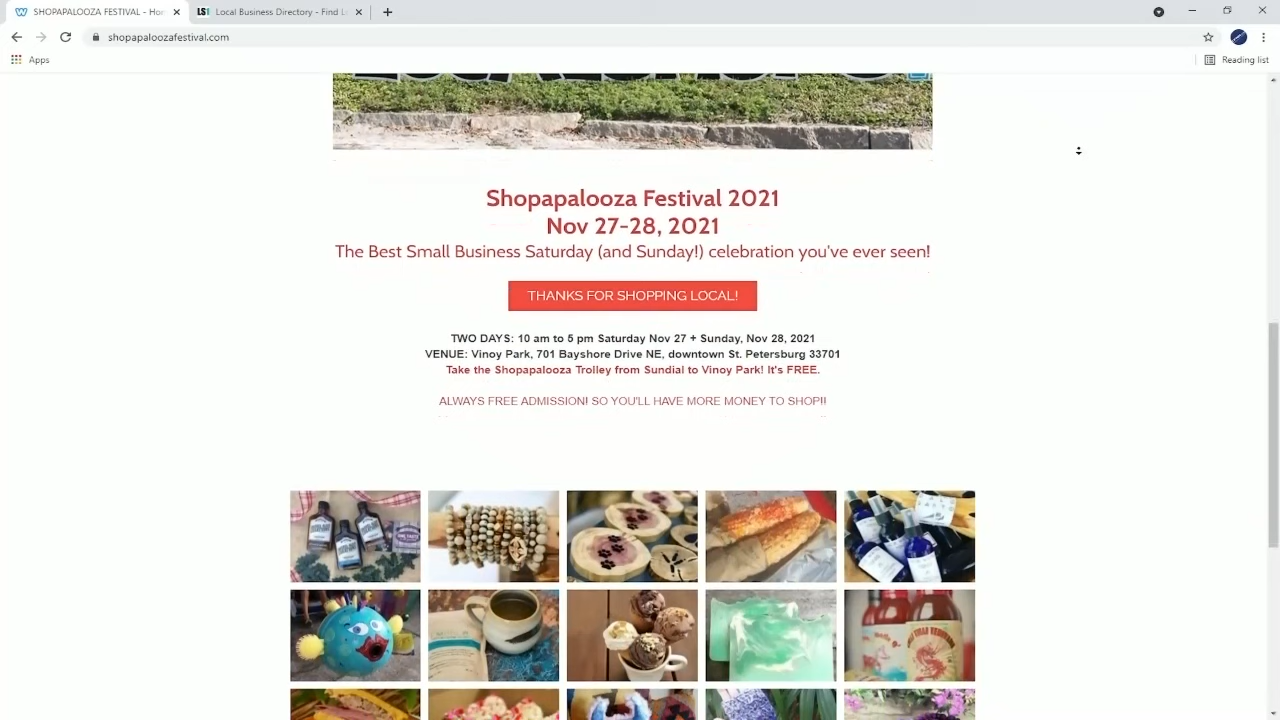 SHOPAPALOOZA FESTIVAL - Ho
LS! Local Business Directory - Find L
shopapaloozafestival.com
Apps
Reading list
Shopapalooza Festival 2021
Nov 27-28, 2021
The Best Small Business Saturday (and Sunday!) celebration you've ever seen!
THANKS FOR SHOPPING LOCAL!
TWO DAYS: 10 am to 5 pm Saturday Nov 27 + Sunday, Nov 28, 2021
VENUE: Vinoy Park, 701 Bayshore Drive NE, downtown St. Petersburg 33701
Take the Shopapalooza Trolley from Sundial to Vinoy Park! It's FREE.
ALWAYS FREE ADMISSION! SO YOU'LL HAVE MORE MONEY TO SHOP!!